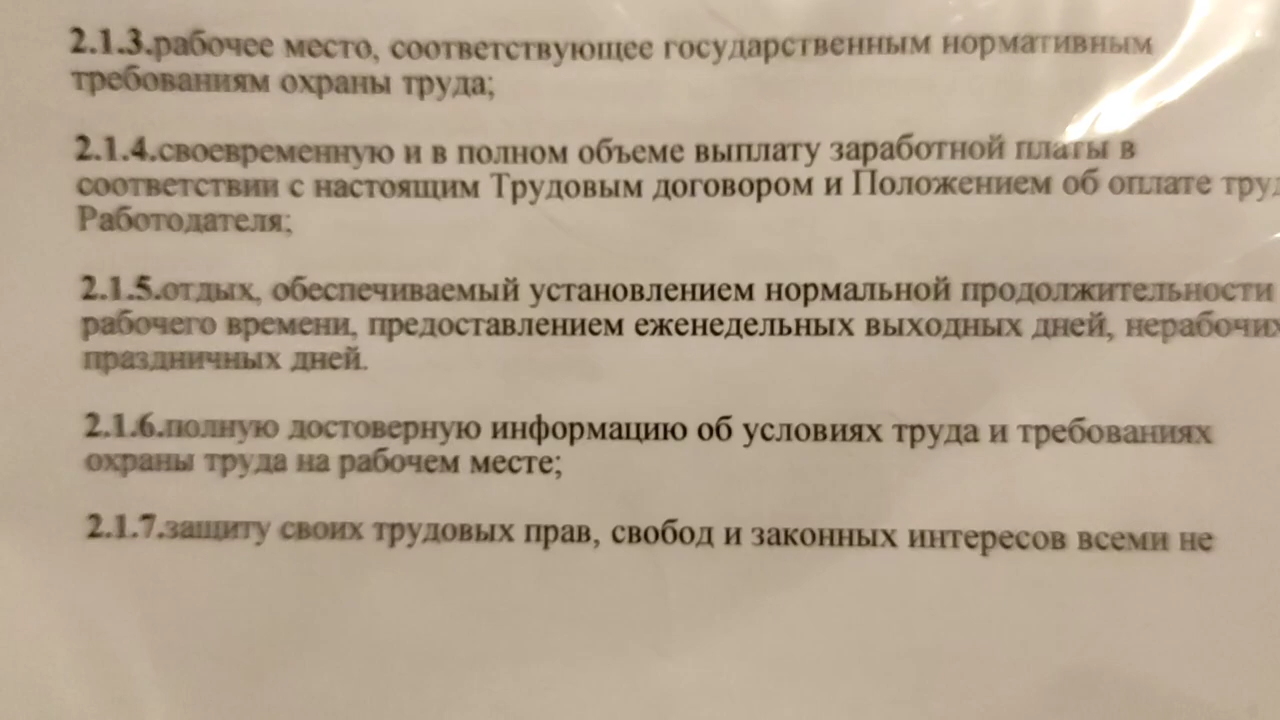 2.1.3.рабочее место, соответствующее государственным нормативным
требованиям охраны труда;
2.1.4.своевременную и в полном объеме выплату заработной платы в
соответствии с настоящим Трудовым договором и Положением об оплате
Работодателя;
2.1.5.отдых, обеспечиваемый установлением нормальной продолжительности
рабочего времени, предоставлением еженедельных выходных дней,
праздничных дней.
2.1.6.полную достоверную информацию об условиях труда и требованиях
охраны труда на рабочем месте;
2.1.7.защиту своих трудовых прав, свобод и законных интересов всеми не